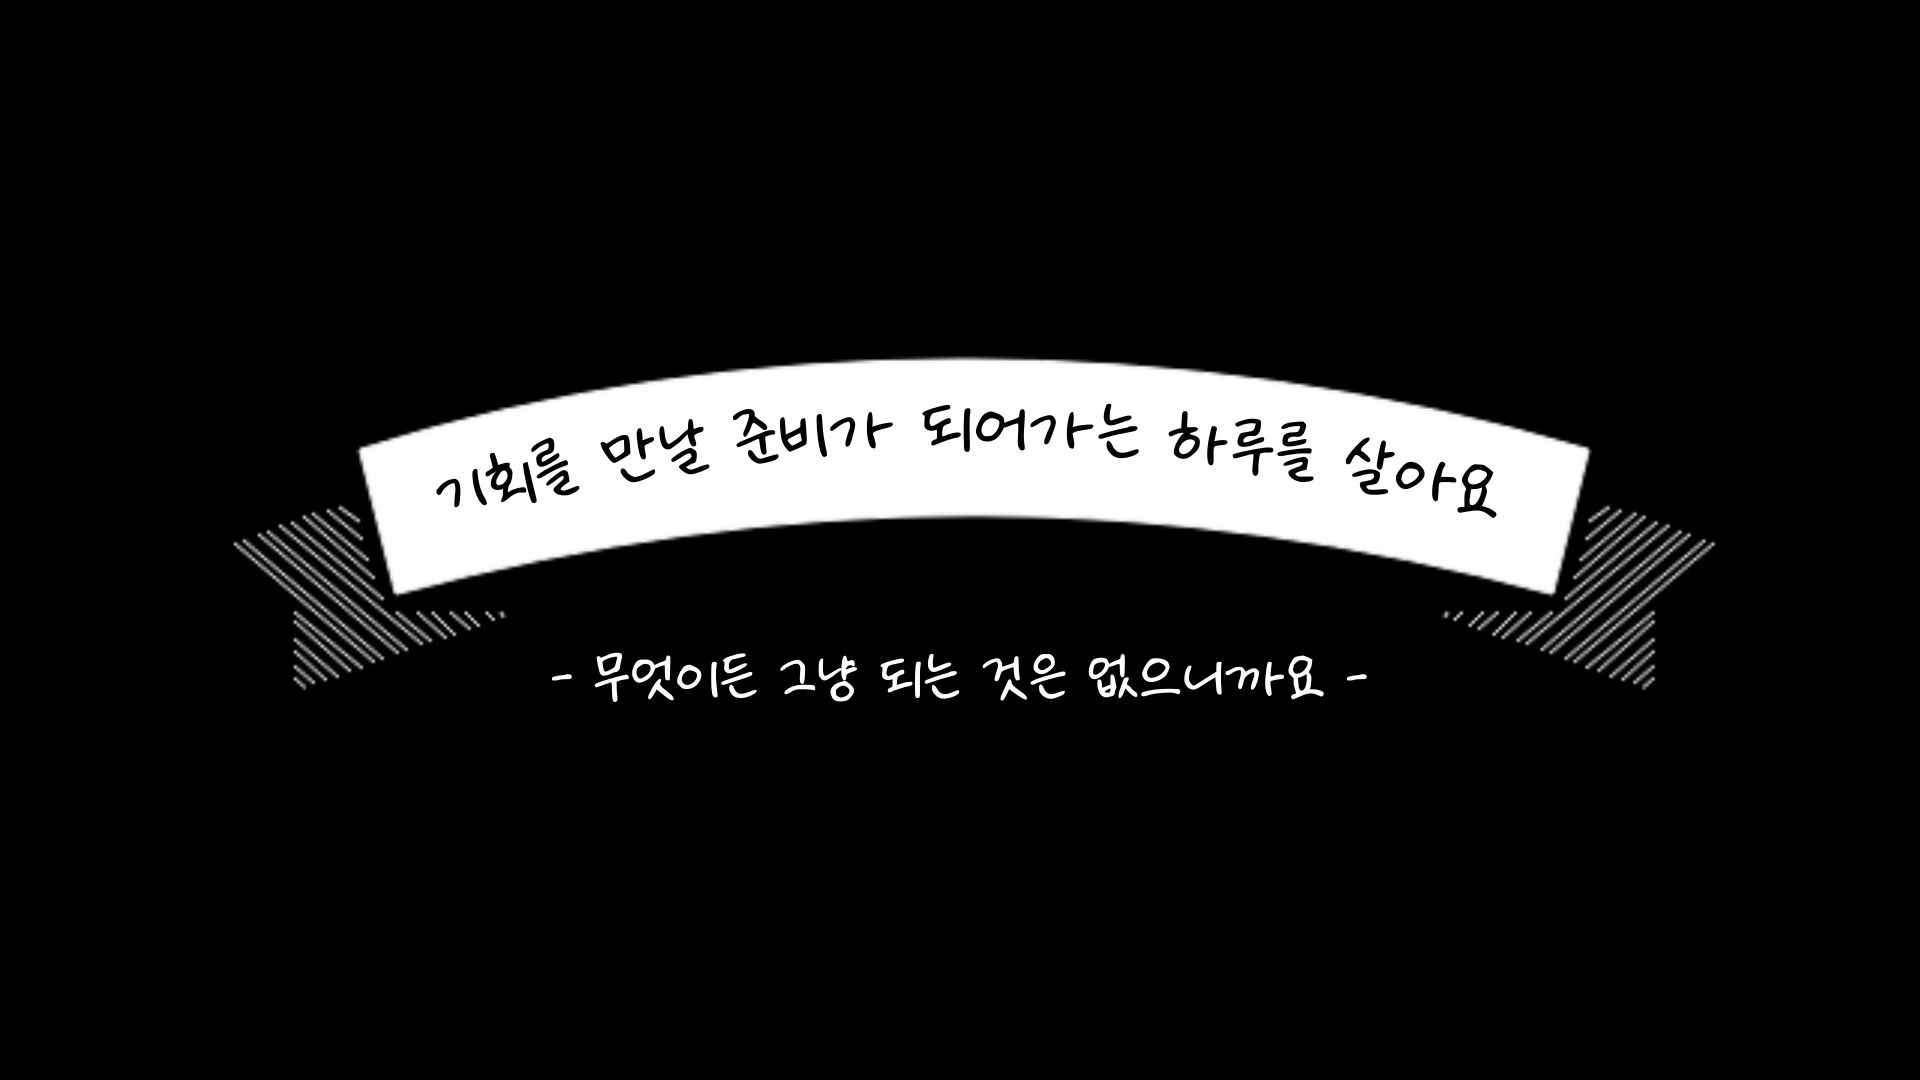 기회를 만날 준비가 되어가는 하루를 살아요
- 무엇이든 그냥 되는 것은 없으니까요 -